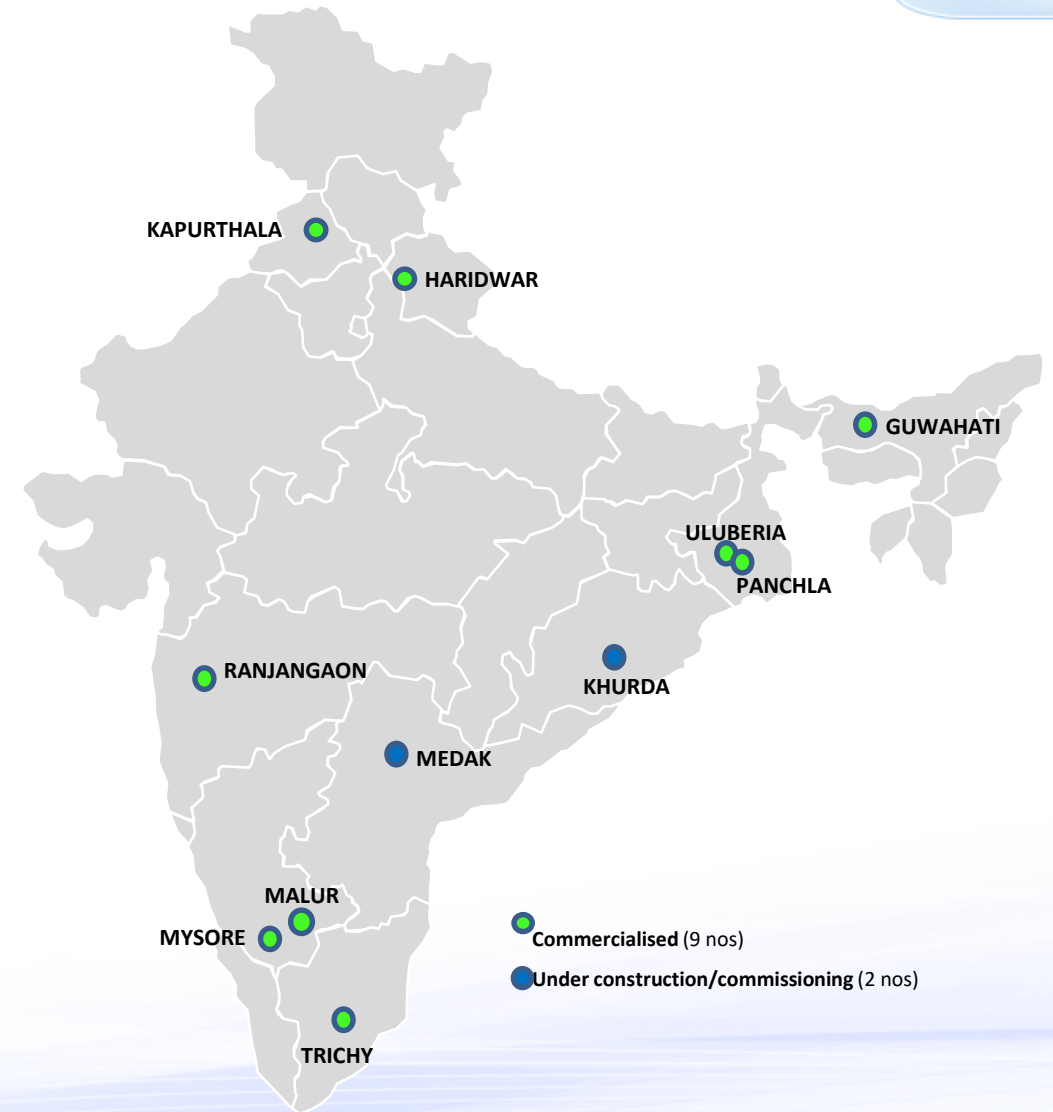 KAPURTHALA
HARIDWAR
GUWAHATI
ULUBERIA
PANCHLA
RANJANGAON
KHURDA
MEDAK
MALUR
MYSORE
Commercialised (9 nos)
Under construction/commissioning (2 nos)
TRICHY